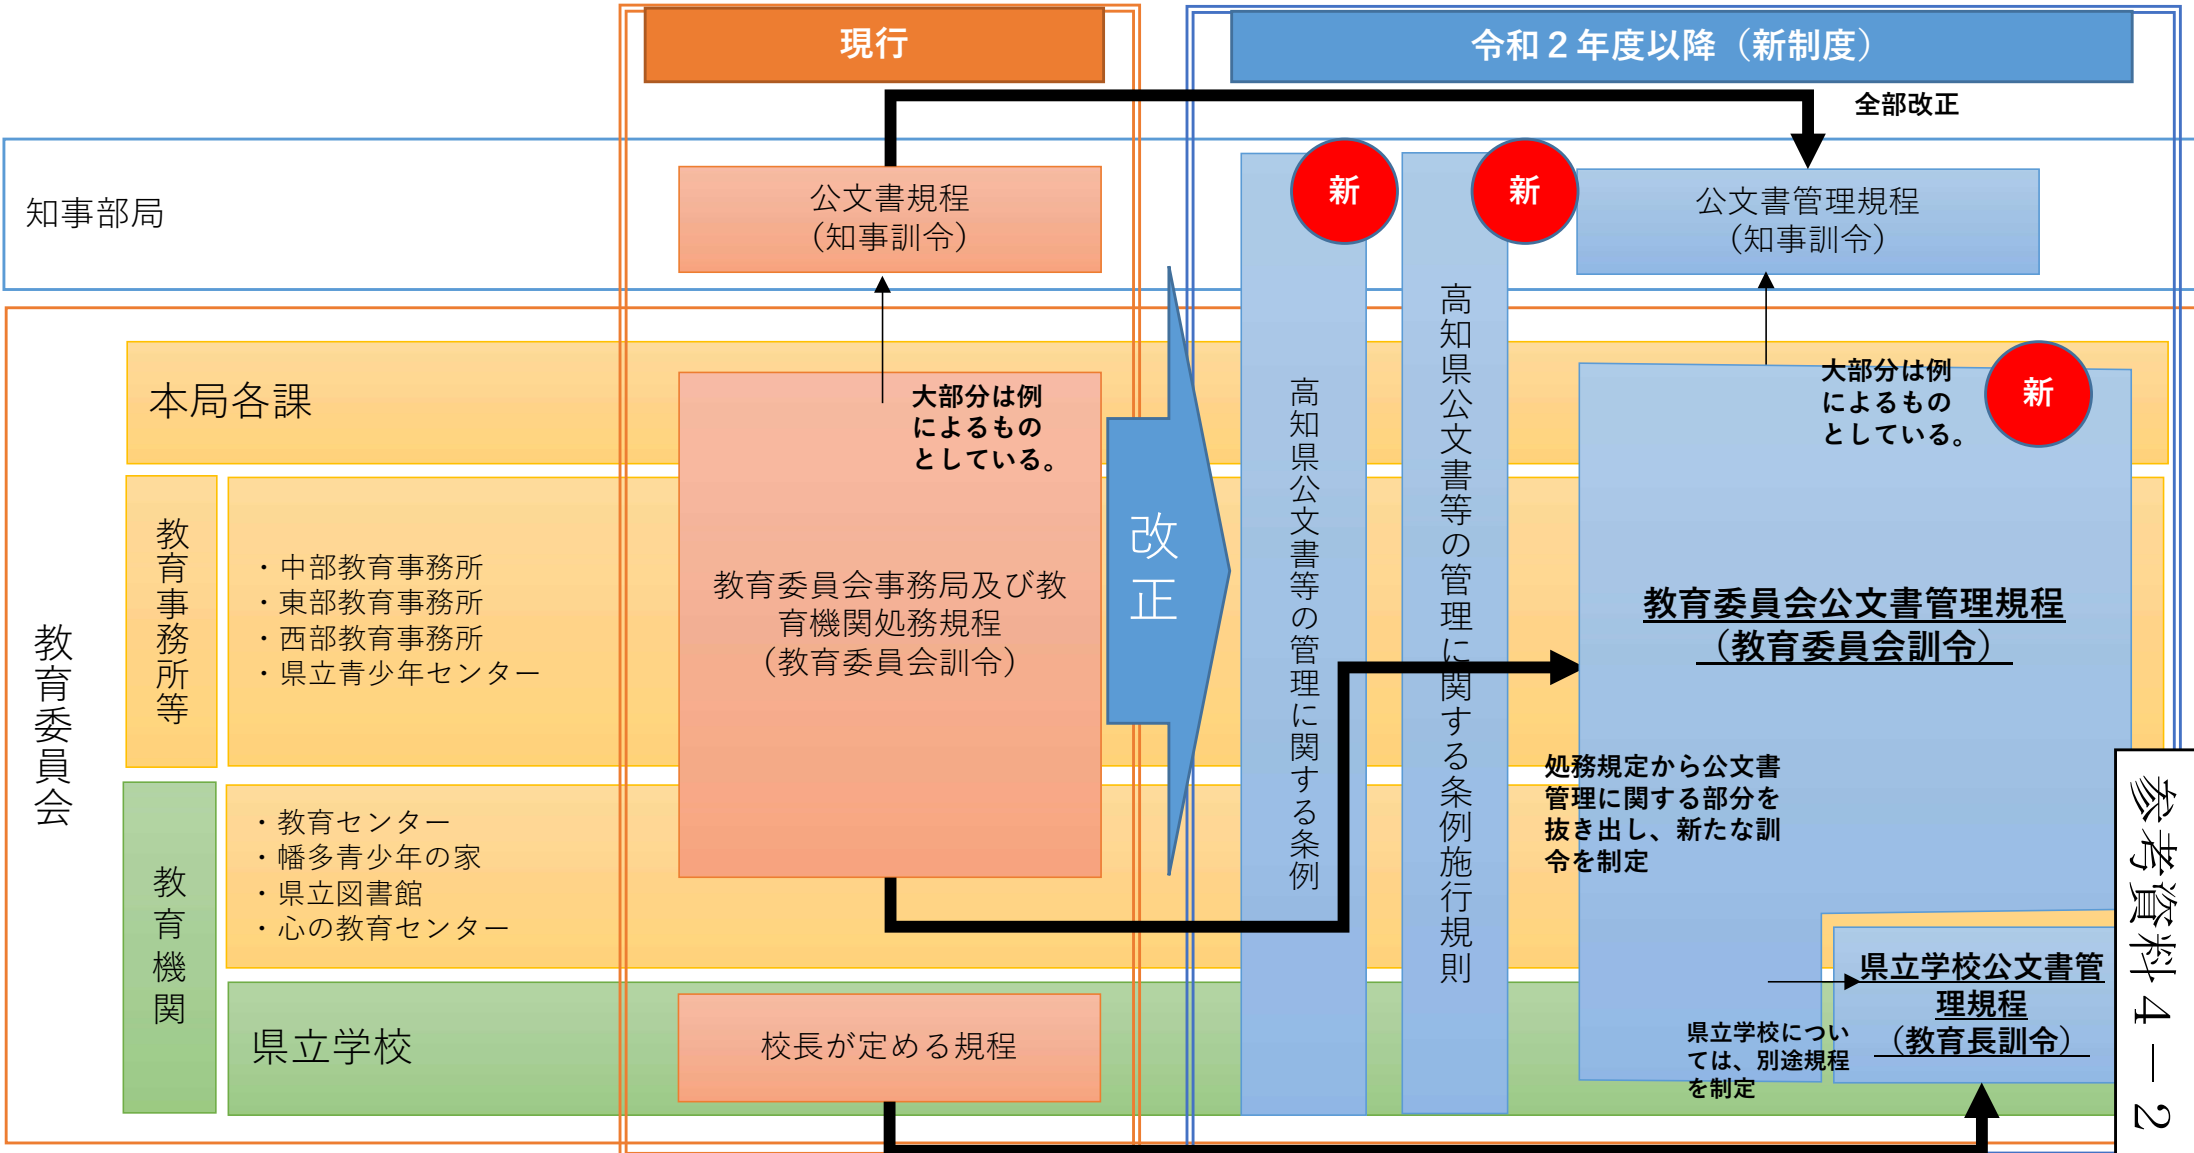 現行
令和２年度以降（新制度）
全部改正
知事部局
公文書規程
（知事訓令）
新
新
公文書管理規程
（知事訓令）
本局各課
大部分は例
によるもの
としている。
大部分は例
によるもの
としている。
新
教育委員会
教育事務所等
・中部教育事務所
・東部教育事務所
・西部教育事務所
・県立青少年センター
教育委員会事務局及び教
育機関処務規程
（教育委員会訓令）
改正
高知県公文書等の管理に関する条例
高知県公文書等の管理に関する条例施行規則
教育委員会公文書管理規程
（教育委員会訓令）
処務規定から公文書
管理に関する部分を
抜き出し、新たな訓
令を制定
教育機関
・教育センター
・幡多青少年の家
・県立図書館
・心の教育センター
県立学校
校長が定める規程
県立学校公文書管
理規程
（教育長訓令）
県立学校につい
ては、別途規程
を制定
参考資料４－２